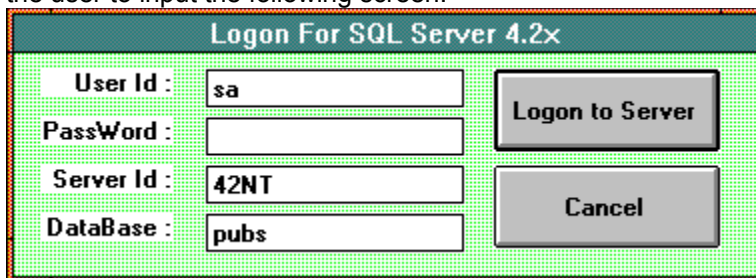 the user to input the following screen.
Logon For SQL Server 4.2x
User Id : sa
PassWord :
Logon to Server
Server Id : 42NT
Cancel
DataBase : pubs